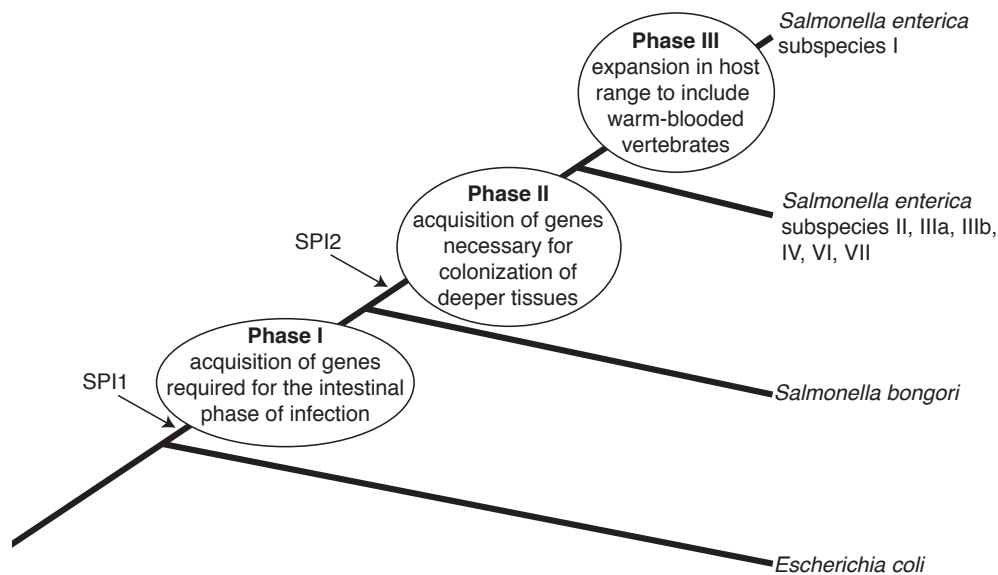 Salmonella enterica
subspecies I
Phase III
expansion in host
range to include
warm-blooded
vertebrates
Salmonella enterica
subspecies II, IIIa, IIIb,
IV, VI, VII
Phase II
acquisition of genes
necessary for
colonization of
deeper tissues
SPI2
Phase I
acquisition of genes
required for the intestinal
phase of infection
SPI1
Salmonella bongori
Escherichia coli